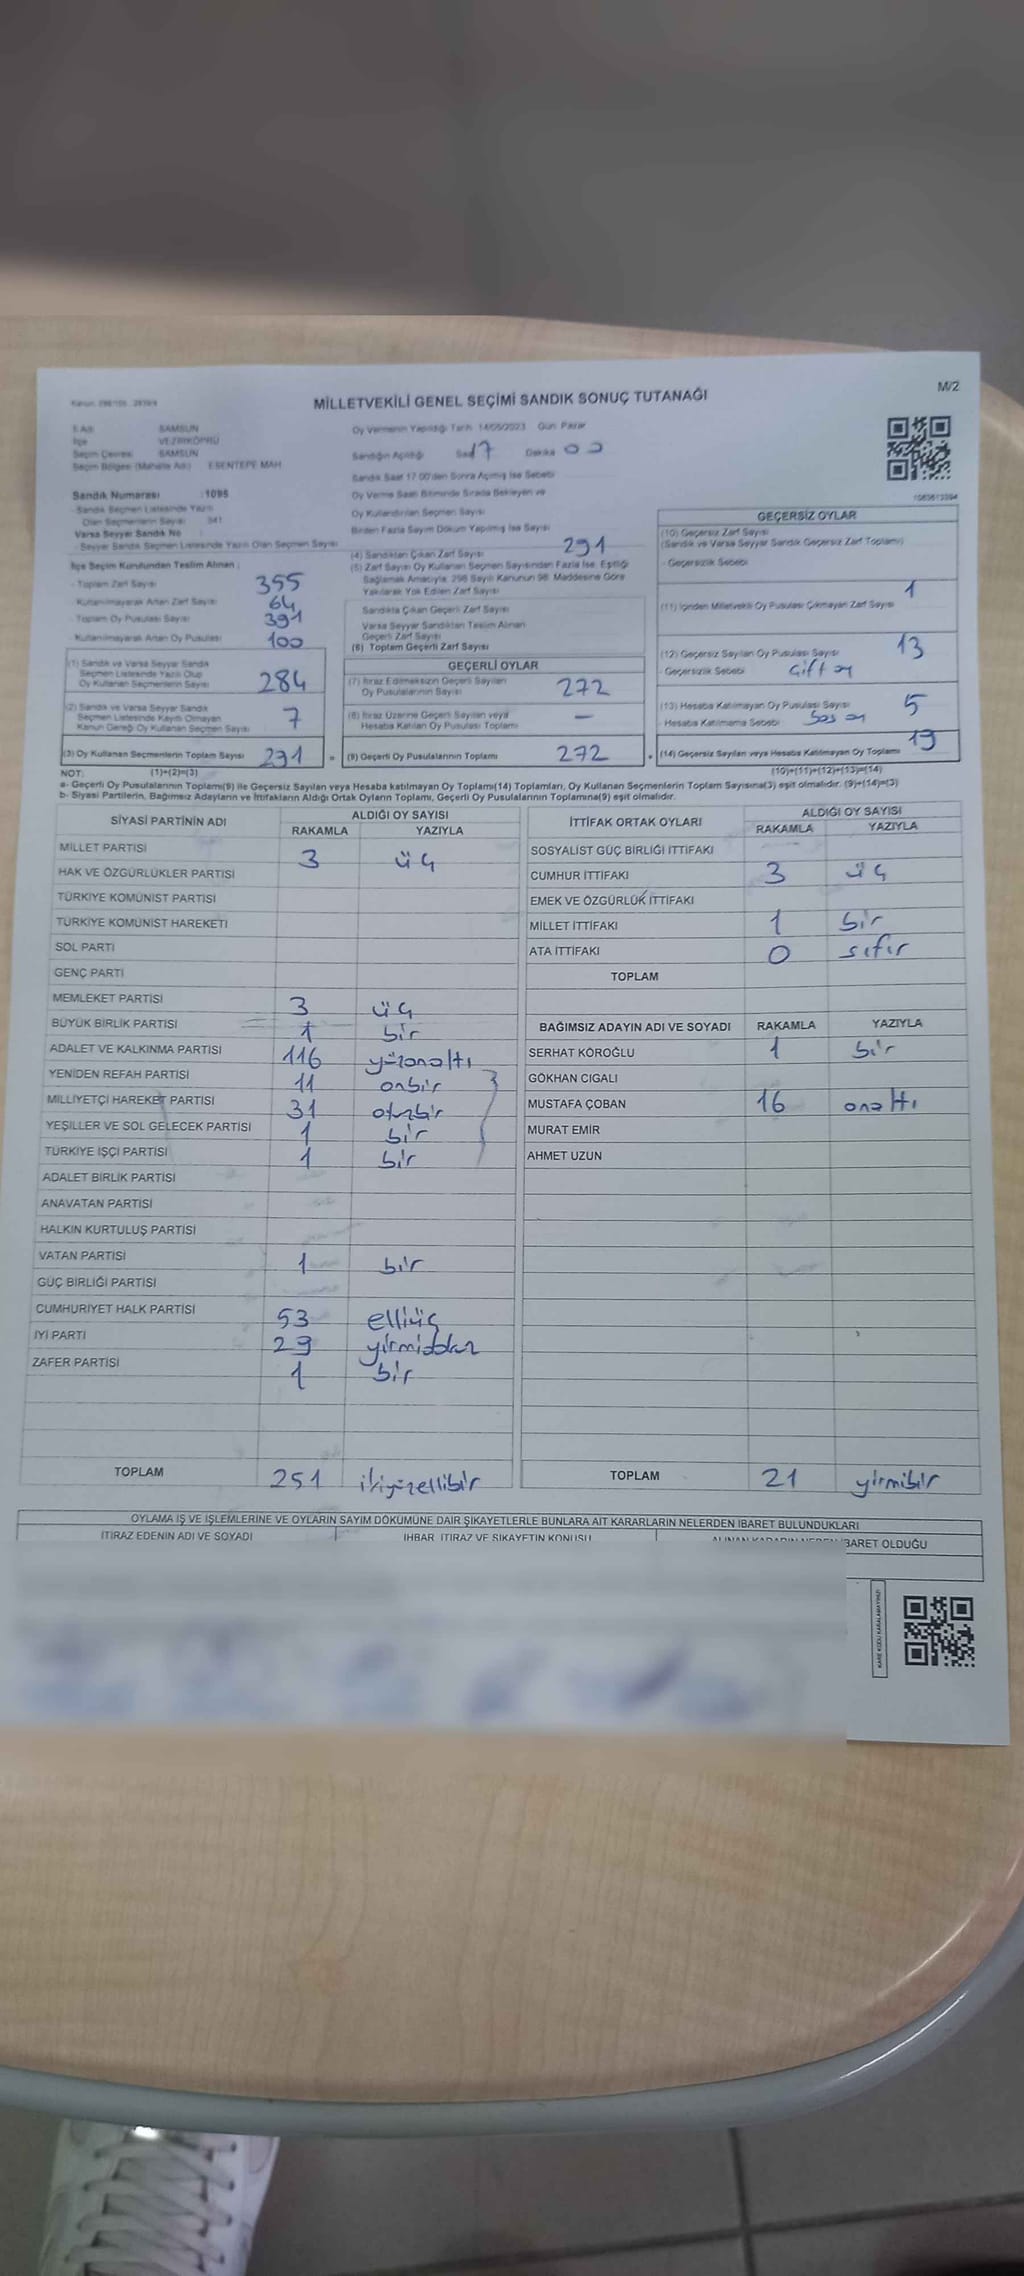 M/2
MİLLETVEKİLİ GENEL SEÇİMİ SANDIK SONUÇ TUTANAĞI
İl Adı SAMSUN
İlçe VEZİRKÖPRÜ
Seçim Çevresi SAMSUN
Seçim Bölgesi (Mahalle Adı) ESENTEPE MAH
Sandık Numarası :1095
- Sandık Seçmen Listesinde Yazılı
Olan Seçmenlerin Sayısı 341
Varsa Seyyar Sandık No
- Seyyar Sandık Seçmen Listesinde Yazılı Olan Seçmen Sayısı
İlçe Seçim Kurulundan Teslim Alınan :
- Toplam Zarf Sayısı 355
- Kullanılmayarak Artan Zarf Sayısı 64
- Toplam Oy Pusulası Sayısı 391
- Kullanılmayarak Artan Oy Pusulası 100
(1) Sandık ve Varsa Seyyar Sandık
Seçmen Listesinde Yazılı Olup
Oy Kullanan Seçmenlerin Sayısı 284
(2) Sandık ve Varsa Seyyar Sandık
Seçmen Listesinde Kayıtlı Olmayan
Kanun Gereği Oy Kullanan Seçmen Sayısı 7
(3) Oy Kullanan Seçmenlerin Toplam Sayısı 291
Oy Vermenin Yapıldığı Tarih 14/05/2023 Gün Pazar
Sandığın Açıldığı Saat 17 Dakika 00
Sandık Saat 17.00'den Sonra Açılmış İse Sebebi
Oy Verme Saati Bitiminde Sırada Bekleyen ve
Oy Kullandırılan Seçmen Sayısı
Birden Fazla Sayım Döküm Yapılmış İse Sayısı
(4) Sandıktan Çıkan Zarf Sayısı 291
(5) Zarf Sayısı Oy Kullanan Seçmen Sayısından Fazla İse, Eşitliği
Sağlamak Amacıyla, 298 Sayılı Kanunun 98. Maddesine Göre
Yakılarak Yok Edilen Zarf Sayısı
Sandıkta Çıkan Geçerli Zarf Sayısı
Varsa Seyyar Sandıktan Teslim Alınan
Geçerli Zarf Sayısı
(6) Toplam Geçerli Zarf Sayısı
GEÇERLİ OYLAR
(7) İtiraz Edilmeksizin Geçerli Sayılan
Oy Pusulalarının Sayısı 272
(8) İtiraz Üzerine Geçerli Sayılan veya
Hesaba Katılan Oy Pusulası Toplamı -
= (9) Geçerli Oy Pusulalarının Toplamı 272
1063613394
GEÇERSİZ OYLAR
(10) Geçersiz Zarf Sayısı
(Sandık ve Varsa Seyyar Sandık Geçersiz Zarf Toplamı)
- Geçersizlik Sebebi
(11) İçinden Milletvekili Oy Pusulası Çıkmayan Zarf Sayısı 1
(12) Geçersiz Sayılan Oy Pusulası Sayısı 13
- Geçersizlik Sebebi Çift oy
(13) Hesaba Katılmayan Oy Pusulası Sayısı 5
- Hesaba Katılmama Sebebi Boş oy
+ (14) Geçersiz Sayılan veya Hesaba Katılmayan Oy Toplamı 19
NOT: (1)+(2)=(3) (10)+(11)+(12)+(13)=(14)
a- Geçerli Oy Pusulalarının Toplamı(9) ile Geçersiz Sayılan veya Hesaba Katılmayan Oy Toplamı(14) Toplamları, Oy Kullanan Seçmenlerin Toplam Sayısına(3) eşit olmalıdır. (9)+(14)=(3)
b- Siyasi Partilerin, Bağımsız Adayların ve İttifakların Aldığı Ortak Oyların Toplamı, Geçerli Oy Pusulalarının Toplamına(9) eşit olmalıdır.
SİYASİ PARTİNİN ADI ALDIĞI OY SAYISI
RAKAMLA YAZIYLA
MİLLET PARTİSİ 3 üç
HAK VE ÖZGÜRLÜKLER PARTİSİ
TÜRKİYE KOMÜNİST PARTİSİ
TÜRKİYE KOMÜNİST HAREKETİ
SOL PARTİ
GENÇ PARTİ
MEMLEKET PARTİSİ 3 üç
BÜYÜK BİRLİK PARTİSİ 1 bir
ADALET VE KALKINMA PARTİSİ 116 yüzonaltı
YENİDEN REFAH PARTİSİ 11 onbir
MİLLİYETÇİ HAREKET PARTİSİ 31 otuzbir
YEŞİLLER VE SOL GELECEK PARTİSİ 1 bir
TÜRKİYE İŞÇİ PARTİSİ 1 bir
ADALET BİRLİK PARTİSİ
ANAVATAN PARTİSİ
HALKIN KURTULUŞ PARTİSİ
VATAN PARTİSİ 1 bir
GÜÇ BİRLİĞİ PARTİSİ
CUMHURİYET HALK PARTİSİ 53 elliüç
İYİ PARTİ 29 yirmidokuz
ZAFER PARTİSİ 1 bir
TOPLAM 251 ikiyüzellibir
İTTİFAK ORTAK OYLARI ALDIĞI OY SAYISI
RAKAMLA YAZIYLA
SOSYALİST GÜÇ BİRLİĞİ İTTİFAKI
CUMHUR İTTİFAKI 3 üç
EMEK VE ÖZGÜRLÜK İTTİFAKI
MİLLET İTTİFAKI 1 bir
ATA İTTİFAKI 0 sıfır
TOPLAM
BAĞIMSIZ ADAYIN ADI VE SOYADI RAKAMLA YAZIYLA
SERHAT KÖROĞLU 1 bir
GÖKHAN CIGALI
MUSTAFA ÇOBAN 16 onaltı
MURAT EMİR
AHMET UZUN
TOPLAM 21 yirmibir
OYLAMA İŞ VE İŞLEMLERİNE VE OYLARIN SAYIM DÖKÜMÜNE DAİR ŞİKAYETLERLE BUNLARA AİT KARARLARIN NELERDEN İBARET BULUNDUKLARI
İTİRAZ EDENİN ADI VE SOYADI İHBAR, İTİRAZ VE ŞİKAYETİN KONUSU ALINAN KARARIN NEDEN İBARET OLDUĞU
KARE KODU KARALAMAYINIZ!